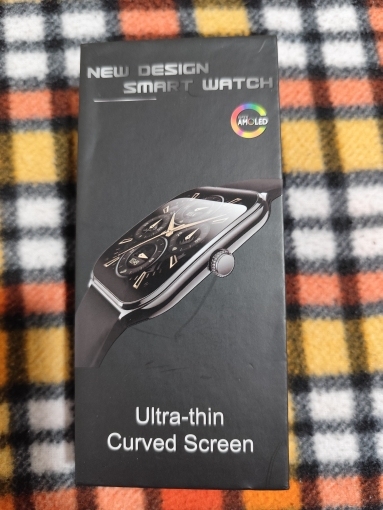 NEW DESIGN
SMART WATCH
AMOLED
Ultra-thin
Curved Screen